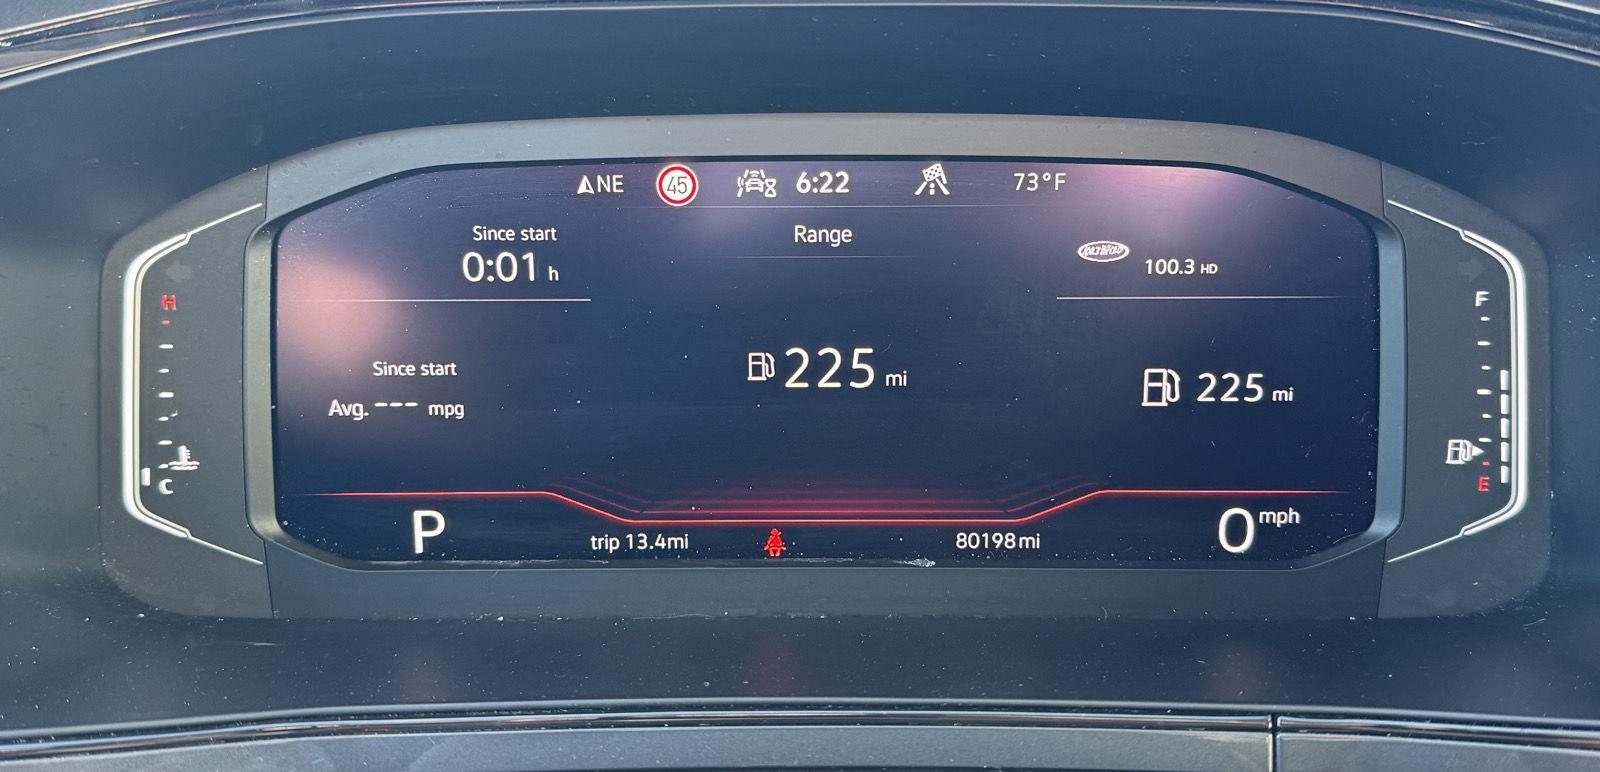 NE 45 6:22 73°F
Since start
0:01 h
Range
100.3 HD
H
F
Since start
Avg. --- mpg
225 mi
225 mi
C
E
P
trip 13.4mi
80198mi
0 mph